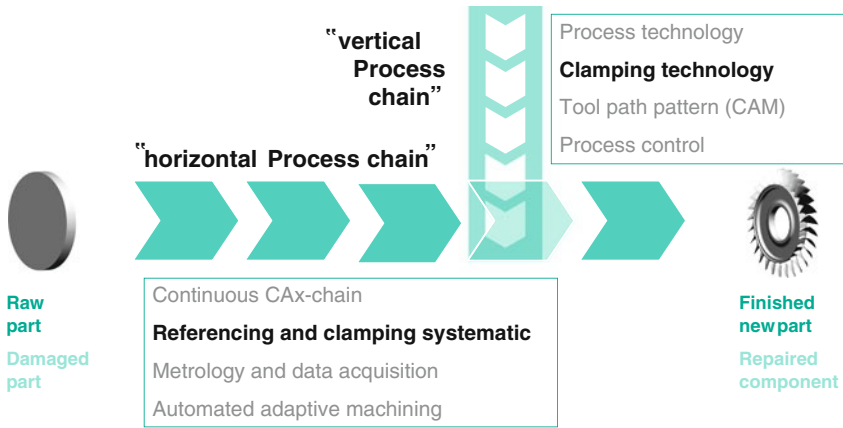 “vertical
Process
chain”
Process technology
Clamping technology
Tool path pattern (CAM)
Process control
“horizontal Process chain”
Raw
part
Damaged
part
Continuous CAx-chain
Referencing and clamping systematic
Metrology and data acquisition
Automated adaptive machining
Finished
new part
Repaired
component